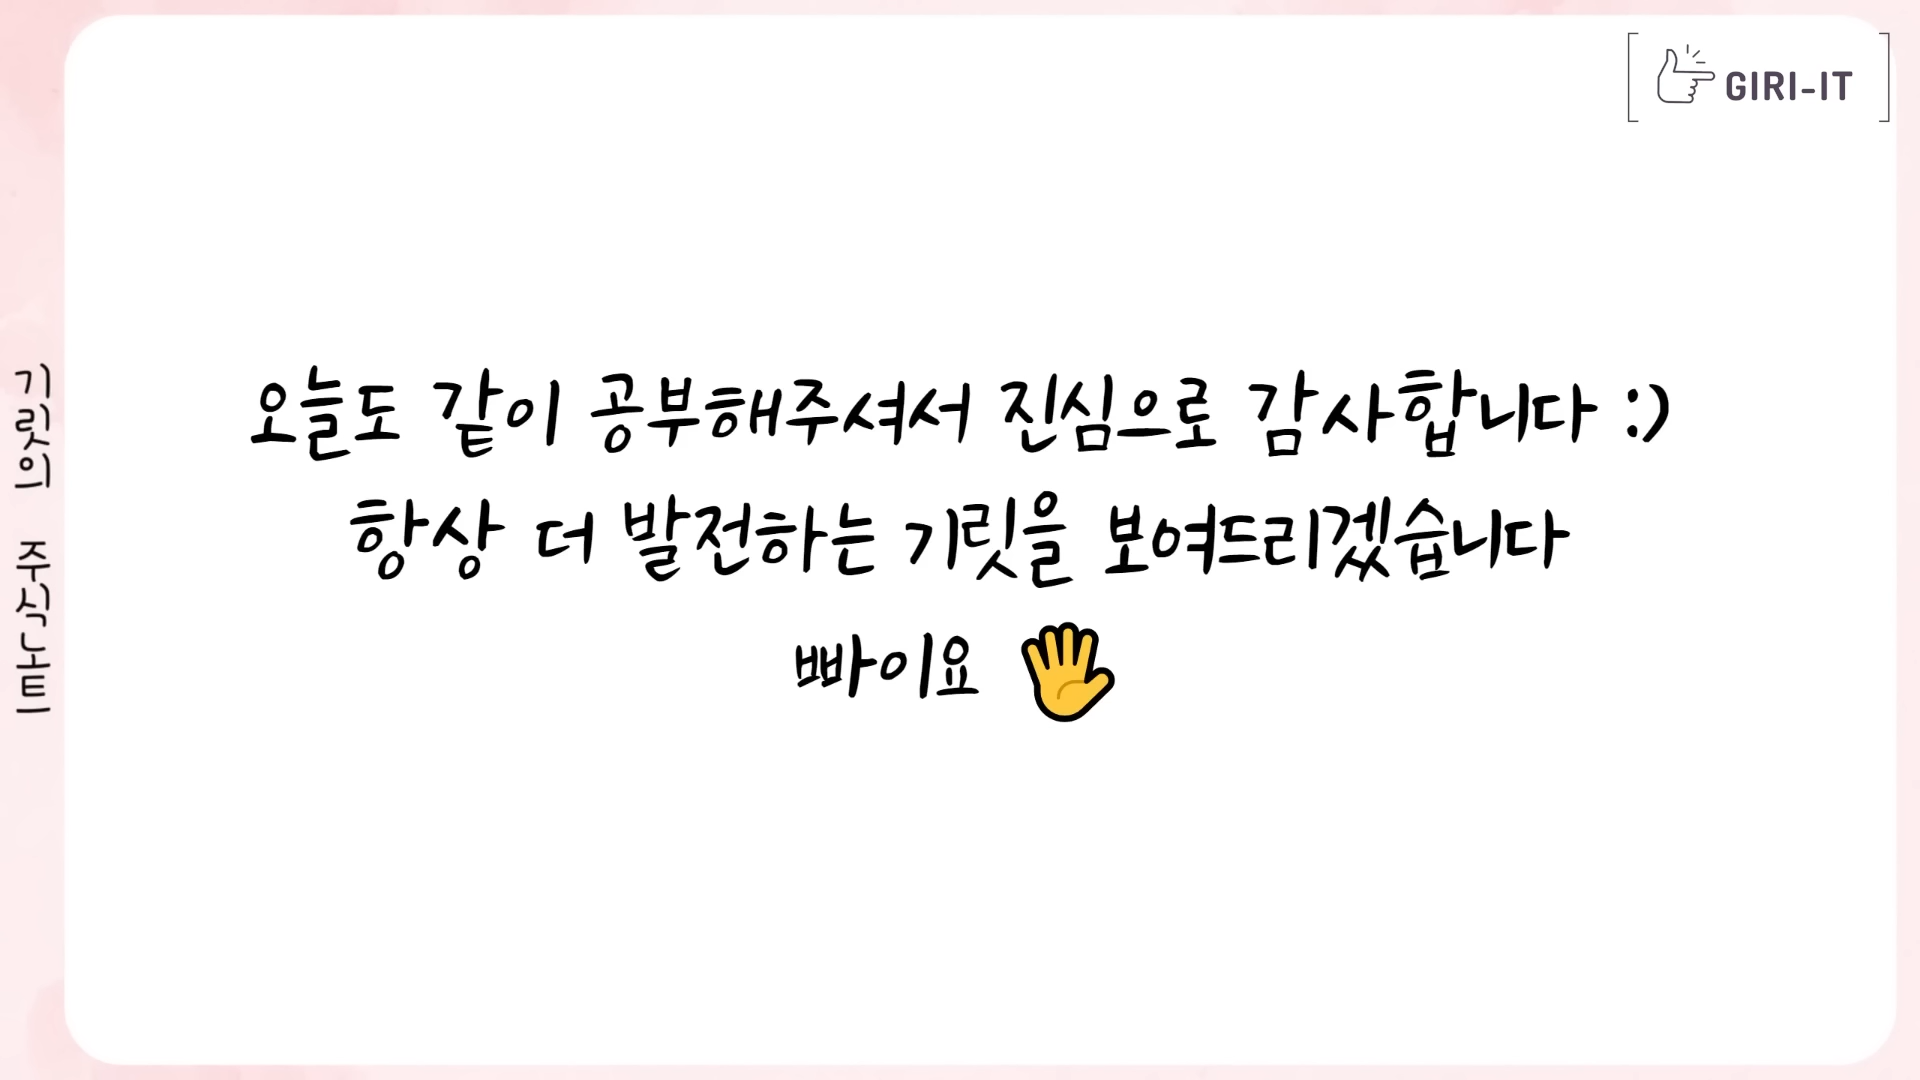 GIRI-IT
기릿의 주식노트
오늘도 같이 공부해주셔서 진심으로 감사합니다 :)
항상 더 발전하는 기릿을 보여드리겠습니다
빠이요 🖐